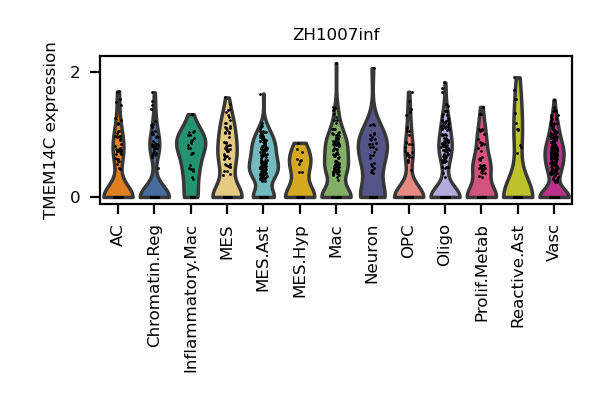 ZH1007inf
TMEM14C expression
2
0
AC
Chromatin.Reg
Inflammatory.Mac
MES
MES.Ast
MES.Hyp
Mac
Neuron
OPC
Oligo
Prolif.Metab
Reactive.Ast
Vasc